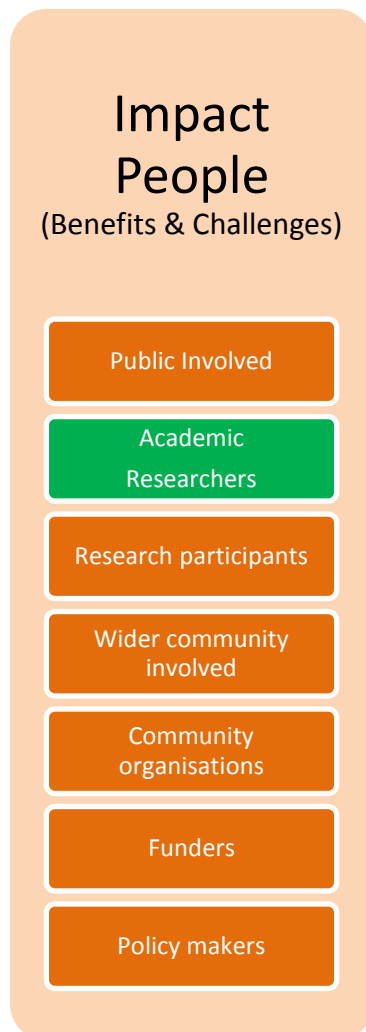 Impact
People
(Benefits & Challenges)
Public Involved
Academic
Researchers
Research participants
Wider community
involved
Community
organisations
Funders
Policy makers